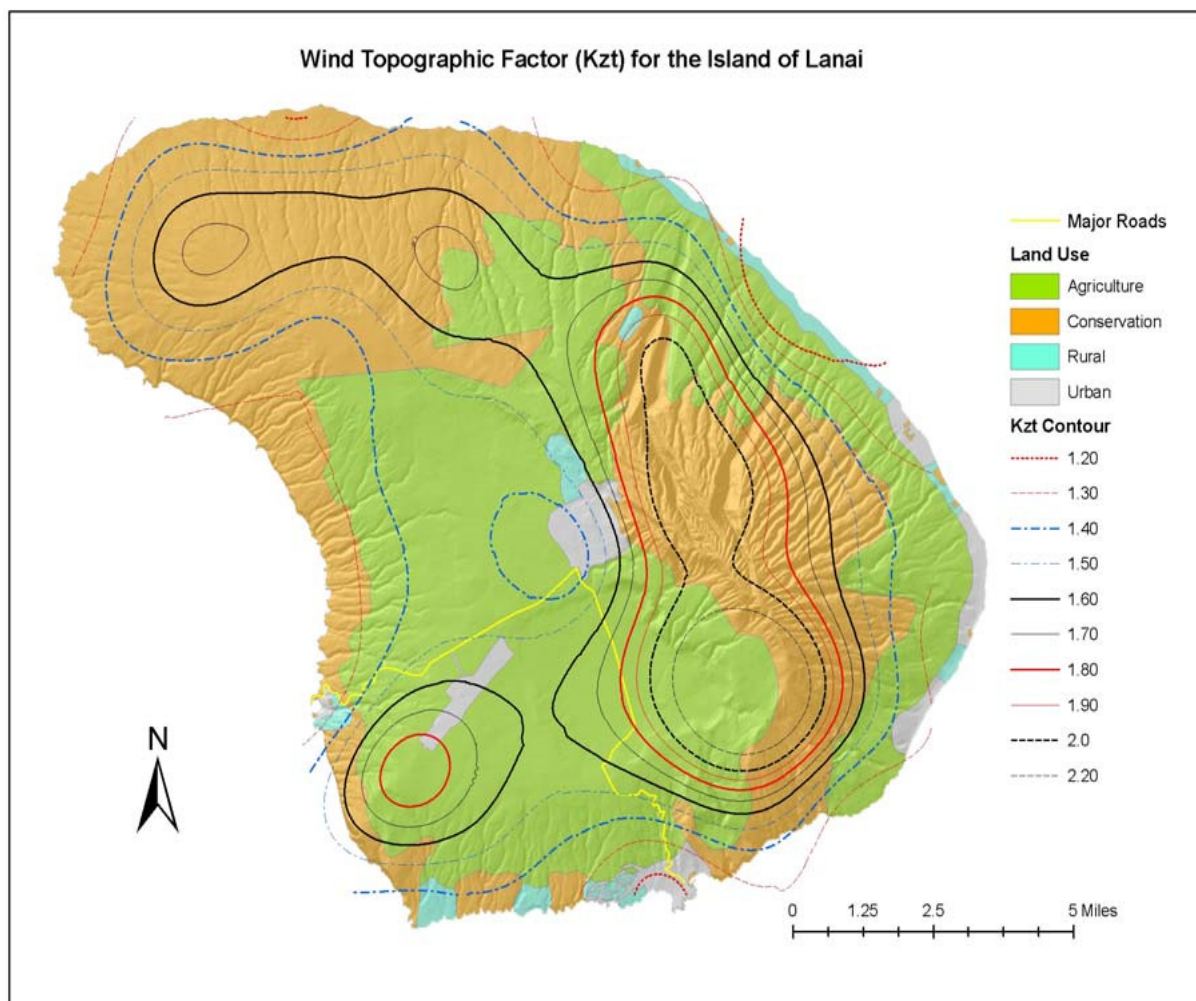 Wind Topographic Factor (Kzt) for the Island of Lanai
Major Roads
Land Use
Agriculture
Conservation
Rural
Urban
Kzt Contour
1.20
1.30
1.40
1.50
1.60
1.70
1.80
1.90
2.0
2.20
N
0 1.25 2.5 5 Miles